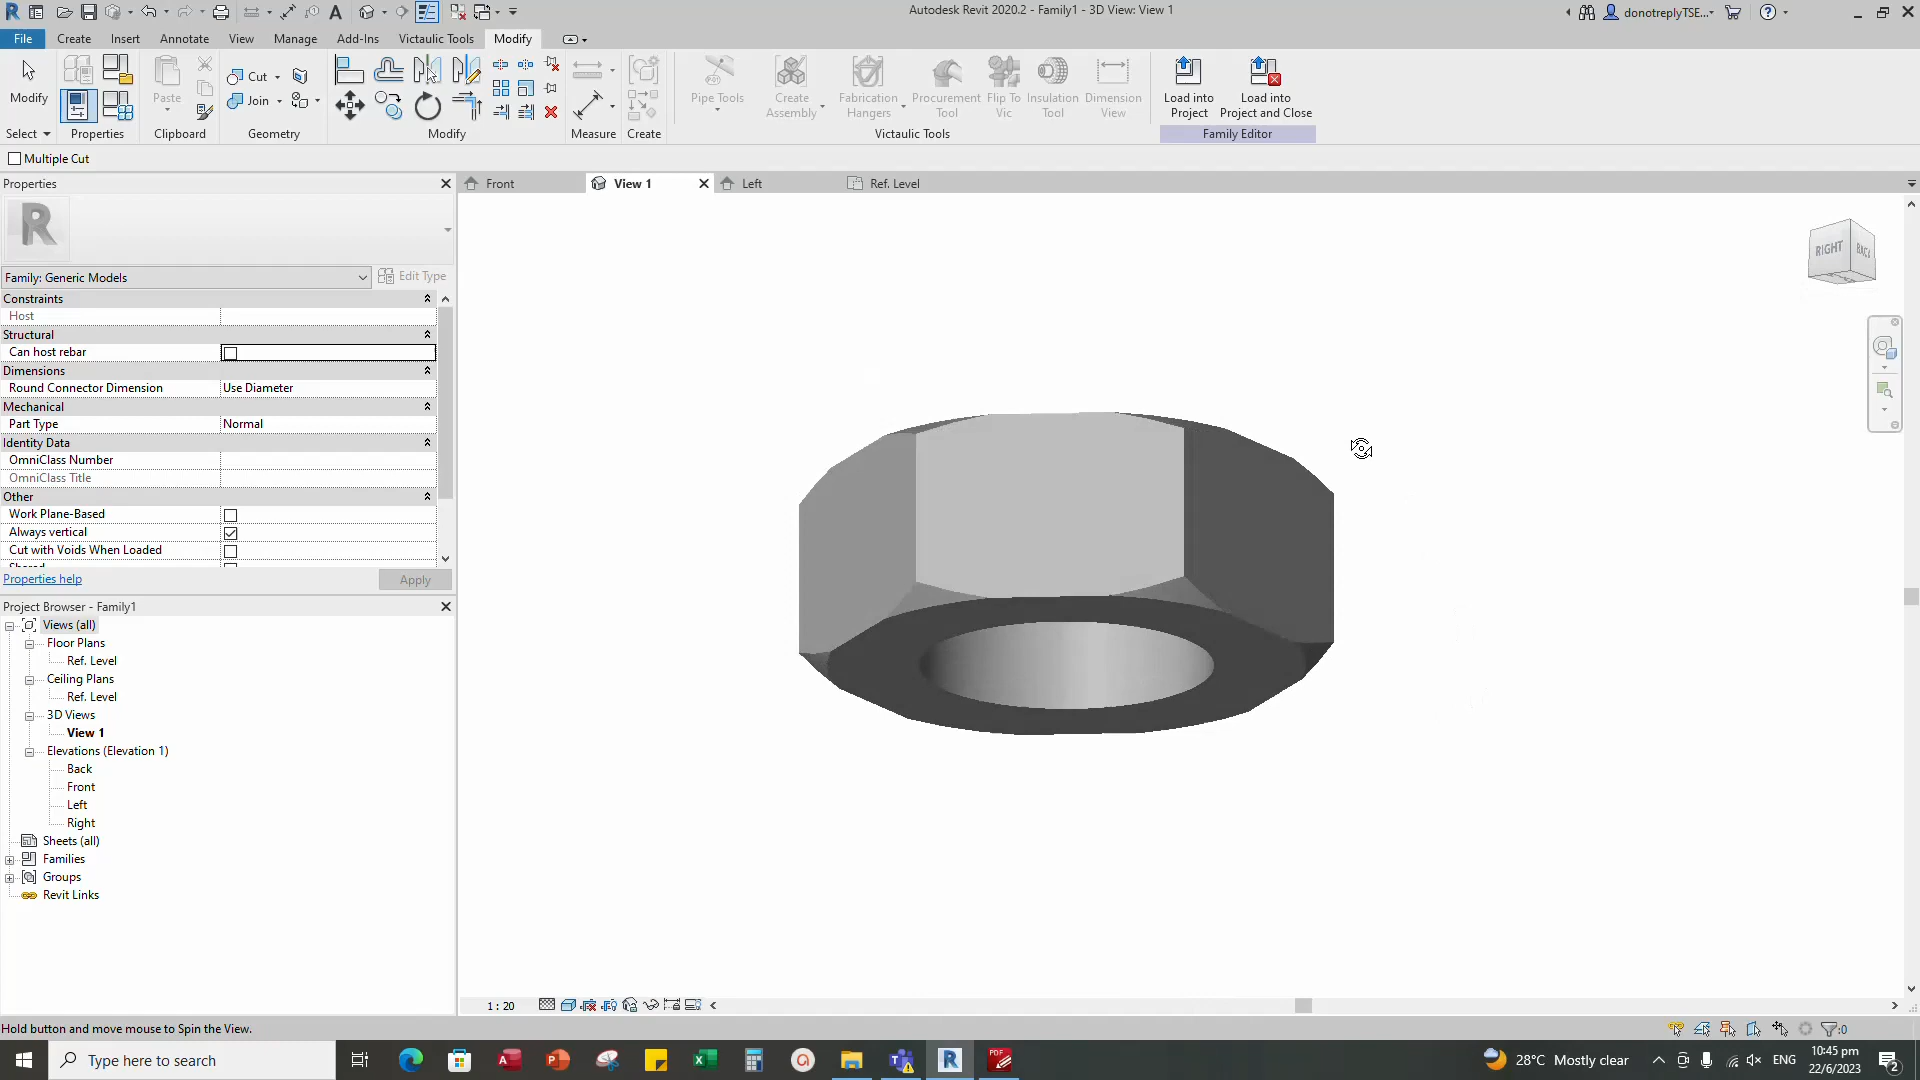 Autodesk Revit 2020.2 - Family1 - 3D View: View 1
donotreplyTSE...
File
Create
Insert
Annotate
View
Manage
Add-Ins
Victaulic Tools
Modify
Modify
Select
Properties
Paste
Clipboard
Cut
Join
Geometry
Modify
Measure
Create
Pipe Tools
Create
Assembly
Fabrication
Hangers
Procurement
Tool
Flip To
Vic
Insulation
Tool
Dimension
View
Victaulic Tools
Load into
Project
Load into
Project and Close
Family Editor
Multiple Cut
Properties
Front
View 1
Left
Ref. Level
Family: Generic Models
Edit Type
Constraints
Host
Structural
Can host rebar
Dimensions
Round Connector Dimension Use Diameter
Mechanical
Part Type Normal
Identity Data
OmniClass Number
OmniClass Title
Other
Work Plane-Based
Always vertical
Cut with Voids When Loaded
Shared
Properties help
Apply
Project Browser - Family1
Views (all)
Floor Plans
Ref. Level
Ceiling Plans
Ref. Level
3D Views
View 1
Elevations (Elevation 1)
Back
Front
Left
Right
Sheets (all)
Families
Groups
Revit Links
RIGHT
BACK
1 : 20
Hold button and move mouse to Spin the View.
:0
Type here to search
28°C Mostly clear
ENG
10:45 pm
22/6/2023
2